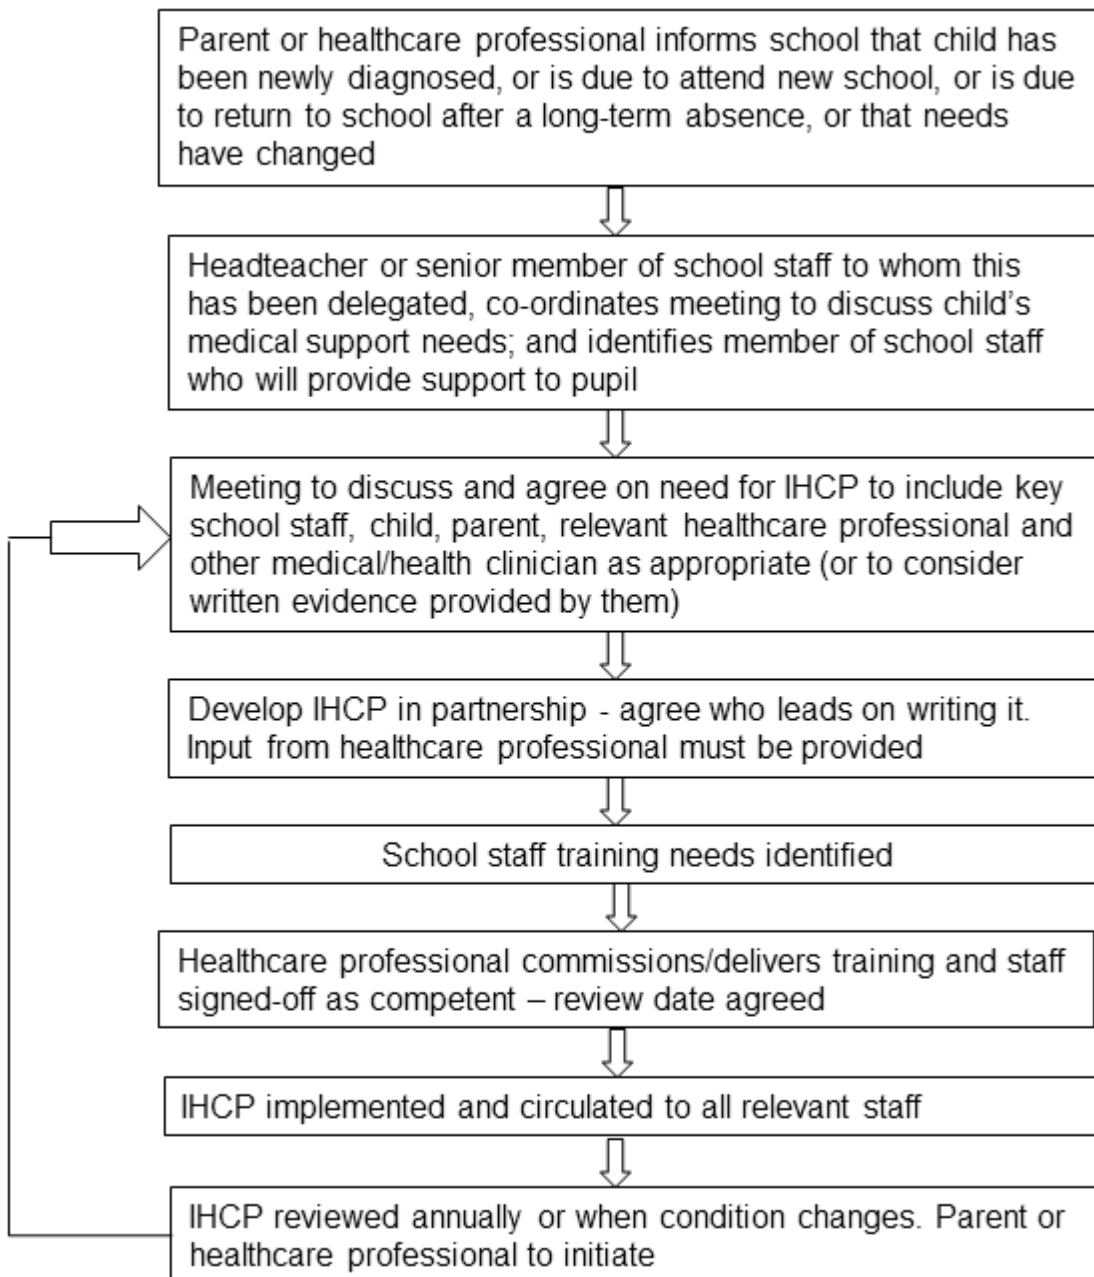 Parent or healthcare professional informs school that child has
been newly diagnosed, or is due to attend new school, or is due
to return to school after a long-term absence, or that needs
have changed
Headteacher or senior member of school staff to whom this
has been delegated, co-ordinates meeting to discuss child's
medical support needs; and identifies member of school staff
who will provide support to pupil
Meeting to discuss and agree on need for IHCP to include key
school staff, child, parent, relevant healthcare professional and
other medical/health clinician as appropriate (or to consider
written evidence provided by them)
Develop IHCP in partnership - agree who leads on writing it.
Input from healthcare professional must be provided
School staff training needs identified
Healthcare professional commissions/delivers training and staff
signed-off as competent – review date agreed
IHCP implemented and circulated to all relevant staff
IHCP reviewed annually or when condition changes. Parent or
healthcare professional to initiate